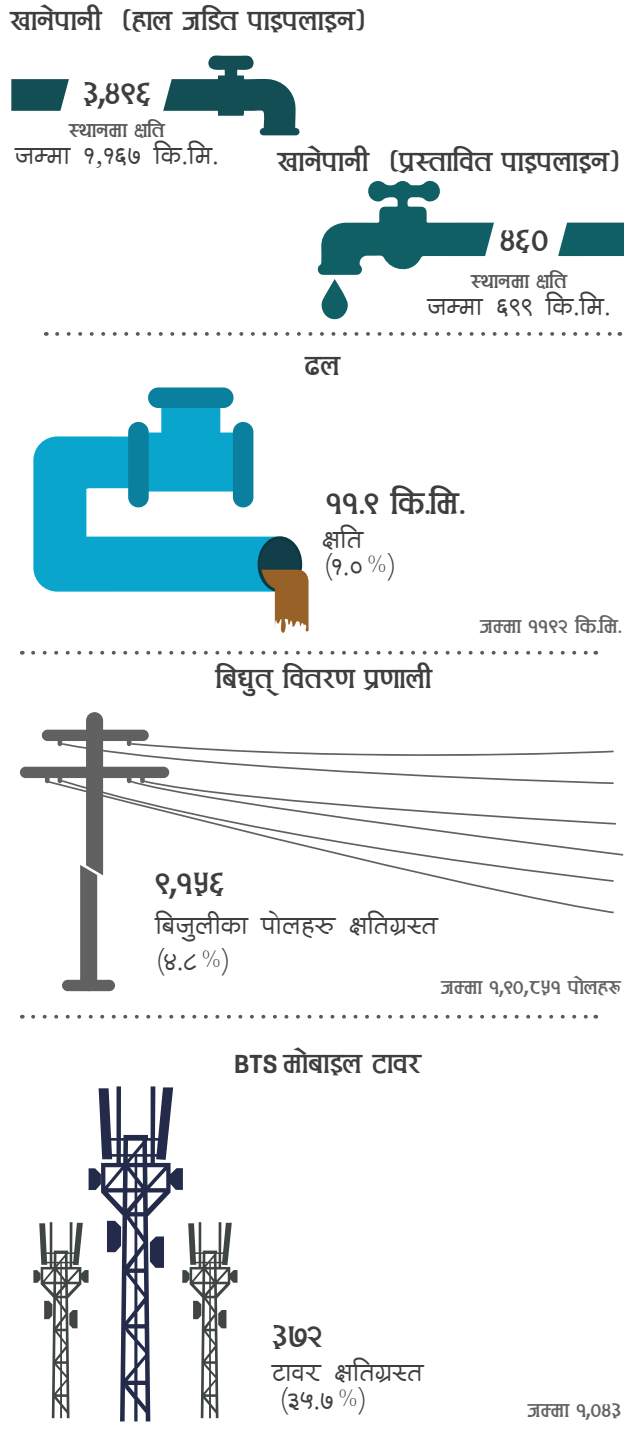 खानेपानी (हाल जडित पाइपलाइन)
३,४९६
स्थानमा क्षति
जम्मा १,१६७ कि.मि.
खानेपानी (प्रस्तावित पाइपलाइन)
४६०
स्थानमा क्षति
जम्मा ६९९ कि.मि.
ढल
११.९ कि.मि.
क्षति
(१.० %)
जम्मा ११९२ कि.मि.
बिद्युत् वितरण प्रणाली
९,१५६
बिजुलीका पोलहरु क्षतिग्रस्त
(४.८ %)
जम्मा १,९०,८५१ पोलहरू
BTS मोबाइल टावर
३७२
टावर क्षतिग्रस्त
(३५.७ %)
जम्मा १,०४३